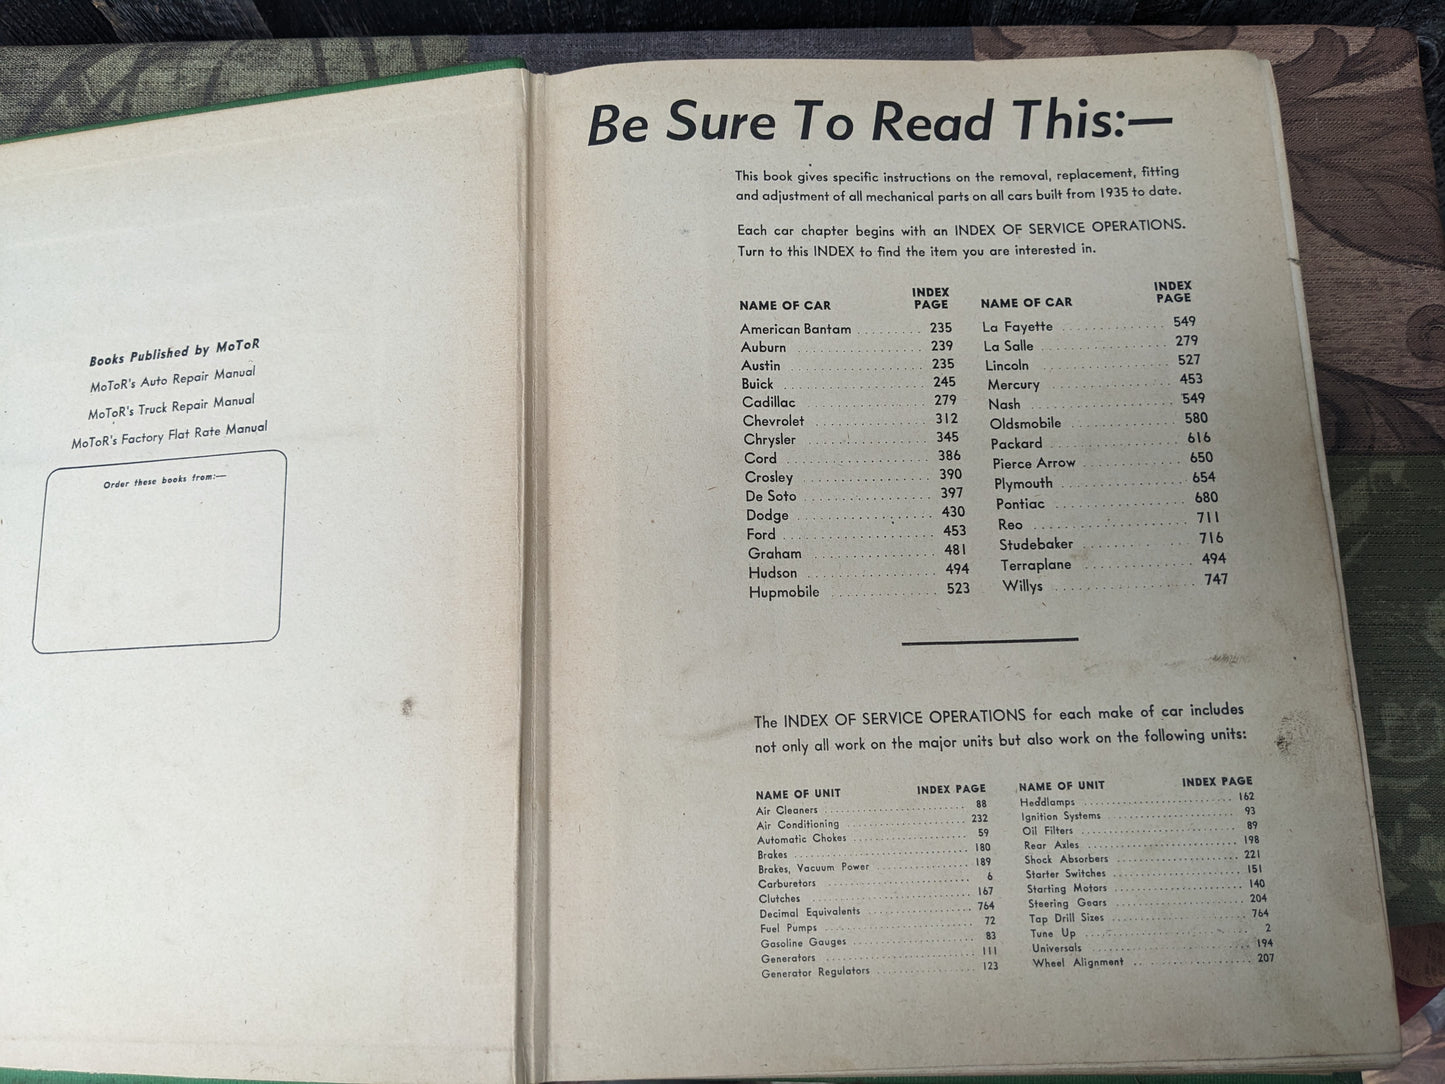 Books Published by MoToR
MoToR's Auto Repair Manual
MoToR's Truck Repair Manual
MoToR's Factory Flat Rate Manual
Order these books from:—
Be Sure To Read This:—
This book gives specific instructions on the removal, replacement, fitting
and adjustment of all mechanical parts on all cars built from 1935 to date.
Each car chapter begins with an INDEX OF SERVICE OPERATIONS.
Turn to this INDEX to find the item you are interested in.
NAME OF CAR INDEX PAGE
American Bantam 235
Auburn 239
Austin 235
Buick 245
Cadillac 279
Chevrolet 312
Chrysler 345
Cord 386
Crosley 390
De Soto 397
Dodge 430
Ford 453
Graham 481
Hudson 494
Hupmobile 523
NAME OF CAR INDEX PAGE
La Fayette 549
La Salle 279
Lincoln 527
Mercury 453
Nash 549
Oldsmobile 580
Packard 616
Pierce Arrow 650
Plymouth 654
Pontiac 680
Reo 711
Studebaker 716
Terraplane 494
Willys 747
The INDEX OF SERVICE OPERATIONS for each make of car includes
not only all work on the major units but also work on the following units:
NAME OF UNIT INDEX PAGE
Air Cleaners 88
Air Conditioning 232
Automatic Chokes 59
Brakes 180
Brakes, Vacuum Power 189
Carburetors 6
Clutches 167
Decimal Equivalents 764
Fuel Pumps 72
Gasoline Gauges 83
Generators 111
Generator Regulators 123
NAME OF UNIT INDEX PAGE
Headlamps 162
Ignition Systems 93
Oil Filters 89
Rear Axles 198
Shock Absorbers 221
Starter Switches 151
Starting Motors 140
Steering Gears 204
Tap Drill Sizes 764
Tune Up 2
Universals 194
Wheel Alignment 207